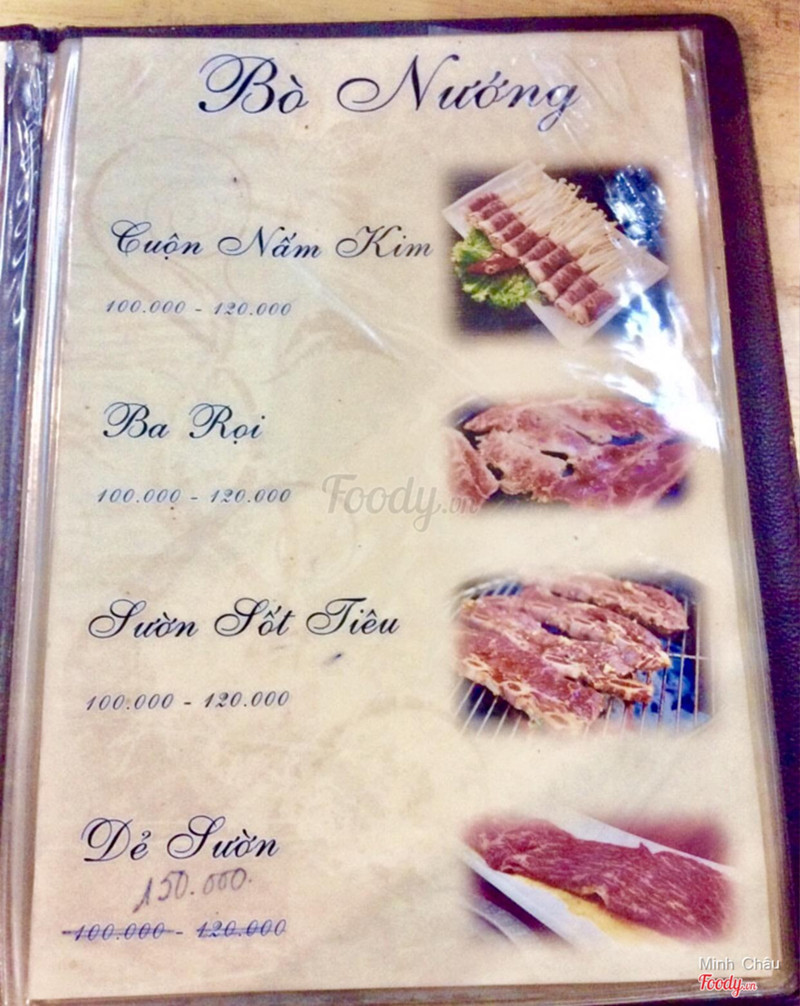 Bò Nướng
Cuộn Nấm Kim
100.000 - 120.000
Ba Rọi
100.000 - 120.000
Foody.vn
Sườn Sốt Tiêu
100.000 - 120.000
Dẻ Sườn
150.000.
100.000 - 120.000
Minh Châu
Foody.vn